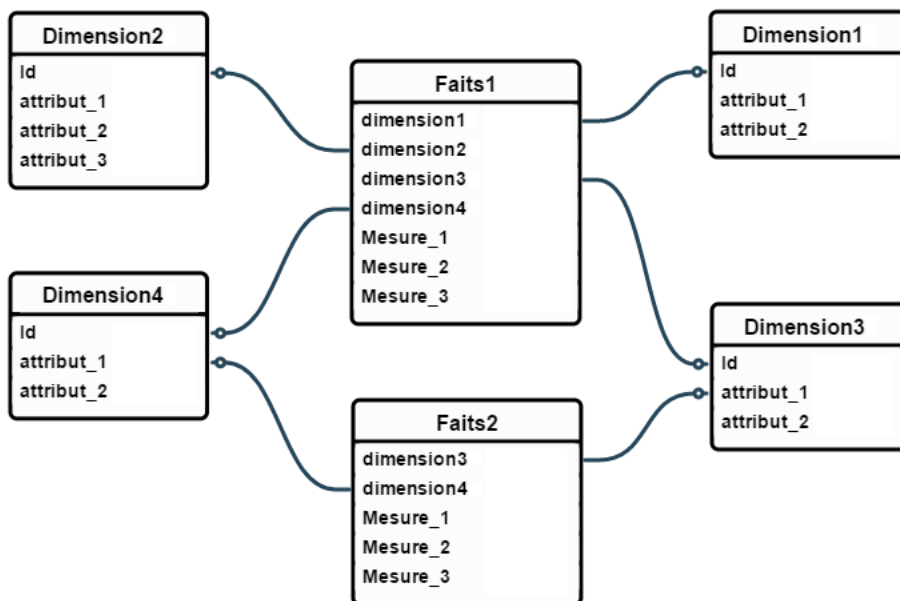 Dimension2
Id
attribut_1
attribut_2
attribut_3
Faits1
dimension1
dimension2
dimension3
dimension4
Mesure_1
Mesure_2
Mesure_3
Dimension1
Id
attribut_1
attribut_2
Dimension4
Id
attribut_1
attribut_2
Faits2
dimension3
dimension4
Mesure_1
Mesure_2
Mesure_3
Dimension3
Id
attribut_1
attribut_2